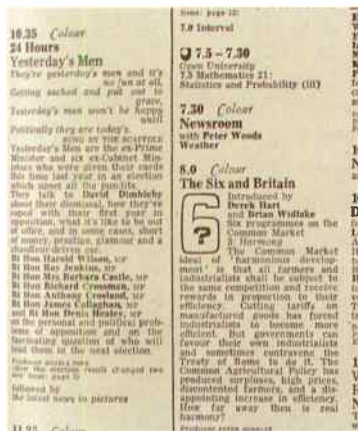 10.25 Colour
24 Hours
Yesterday's Men
They're yesterday's men and it's
no fun at all,
Getting sacked and put out to
grass,
Yesterday's men won't be happy
until
Politically they are today's.
SONG BY THE SCAFFOLD
Yesterday's Men are the ex-Prime
Minister and six ex-Cabinet Min-
isters who were given their cards
this time last year in an election
which upset all the pundits.
They talk to David Dimbleby
about their dismissal, how they've
coped with their first year in
opposition, what it's like to be out
of office, and in some cases, short
of money, prestige, glamour and a
chauffeur-driven car.
Rt Hon Harold Wilson, MP
Rt Hon Roy Jenkins, MP
Rt Hon Mrs Barbara Castle, MP
Rt Hon Richard Crossman, MP
Rt Hon Anthony Crosland, MP
Rt Hon James Callaghan, MP
and Rt Hon Denis Healey, MP
on the personal and political prob-
lems of opposition and on the
fascinating question of who will
lead them to the next election.
followed by
the latest news in pictures
7.0 Interval
7.5-7.30
Open University
7.5 Mathematics 21:
Statistics and Probability (iii)
7.30 Colour
Newsroom
with Peter Woods
Weather
8.0 Colour
The Six and Britain
6
?
Introduced by
Derek Hart
and Brian Widlake
Six programmes on the
Common Market
3: Harmony
The Common Market
ideal of 'harmonious develop-
ment' is that all farmers and
industrialists shall be subject to
the same competition and receive
rewards in proportion to their
efficiency. Cutting tariffs on
manufactured goods has forced
industrialists to become more
efficient. But governments can
favour their own industrialists
and sometimes contravene the
Treaty of Rome to do it. The
Common Agricultural Policy has
produced surpluses, high prices,
discontented farmers, and a dis-
appointing increase in efficiency.
How far away then is real
harmony?